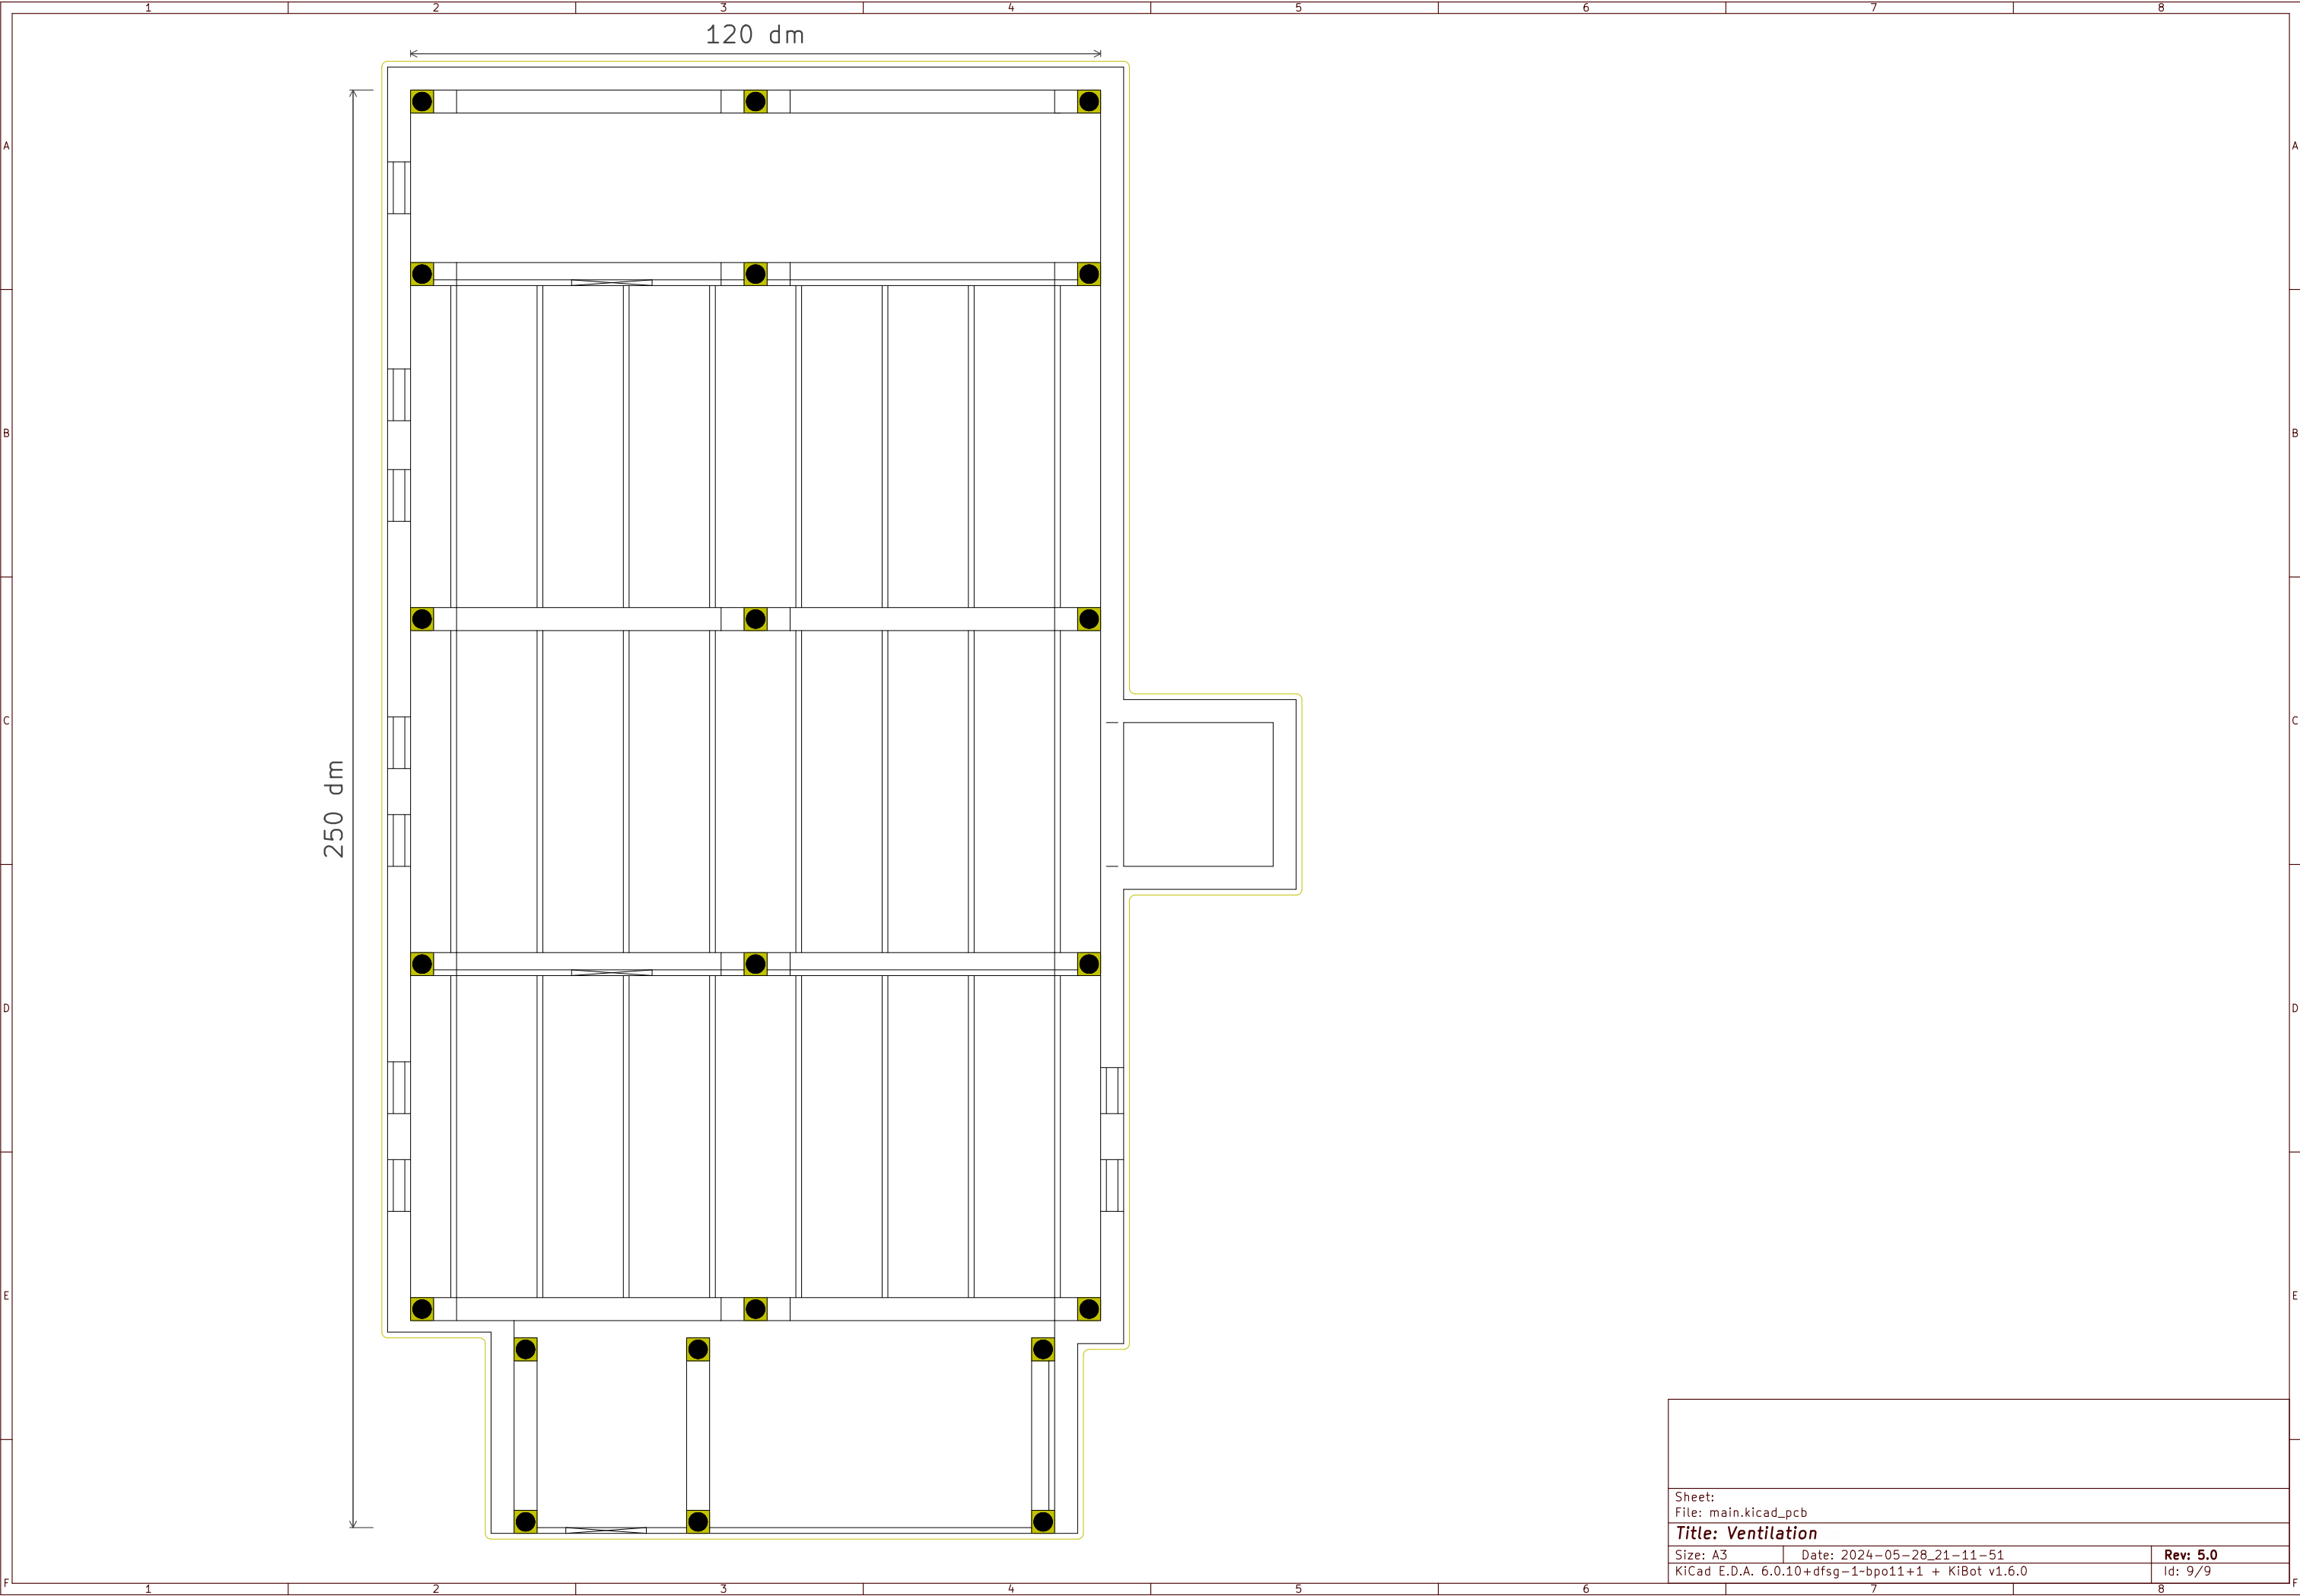 1 2 3 4 5 6 7 8
120 dm
A A
B B
C C
250 dm
D D
E E
Sheet:
File: main.kicad_pcb
Title: Ventilation
Size: A3 Date: 2024-05-28_21-11-51 Rev: 5.0
KiCad E.D.A. 6.0.10+dfsg-1~bpo11+1 + KiBot v1.6.0 Id: 9/9
F F
1 2 3 4 5 6 7 8